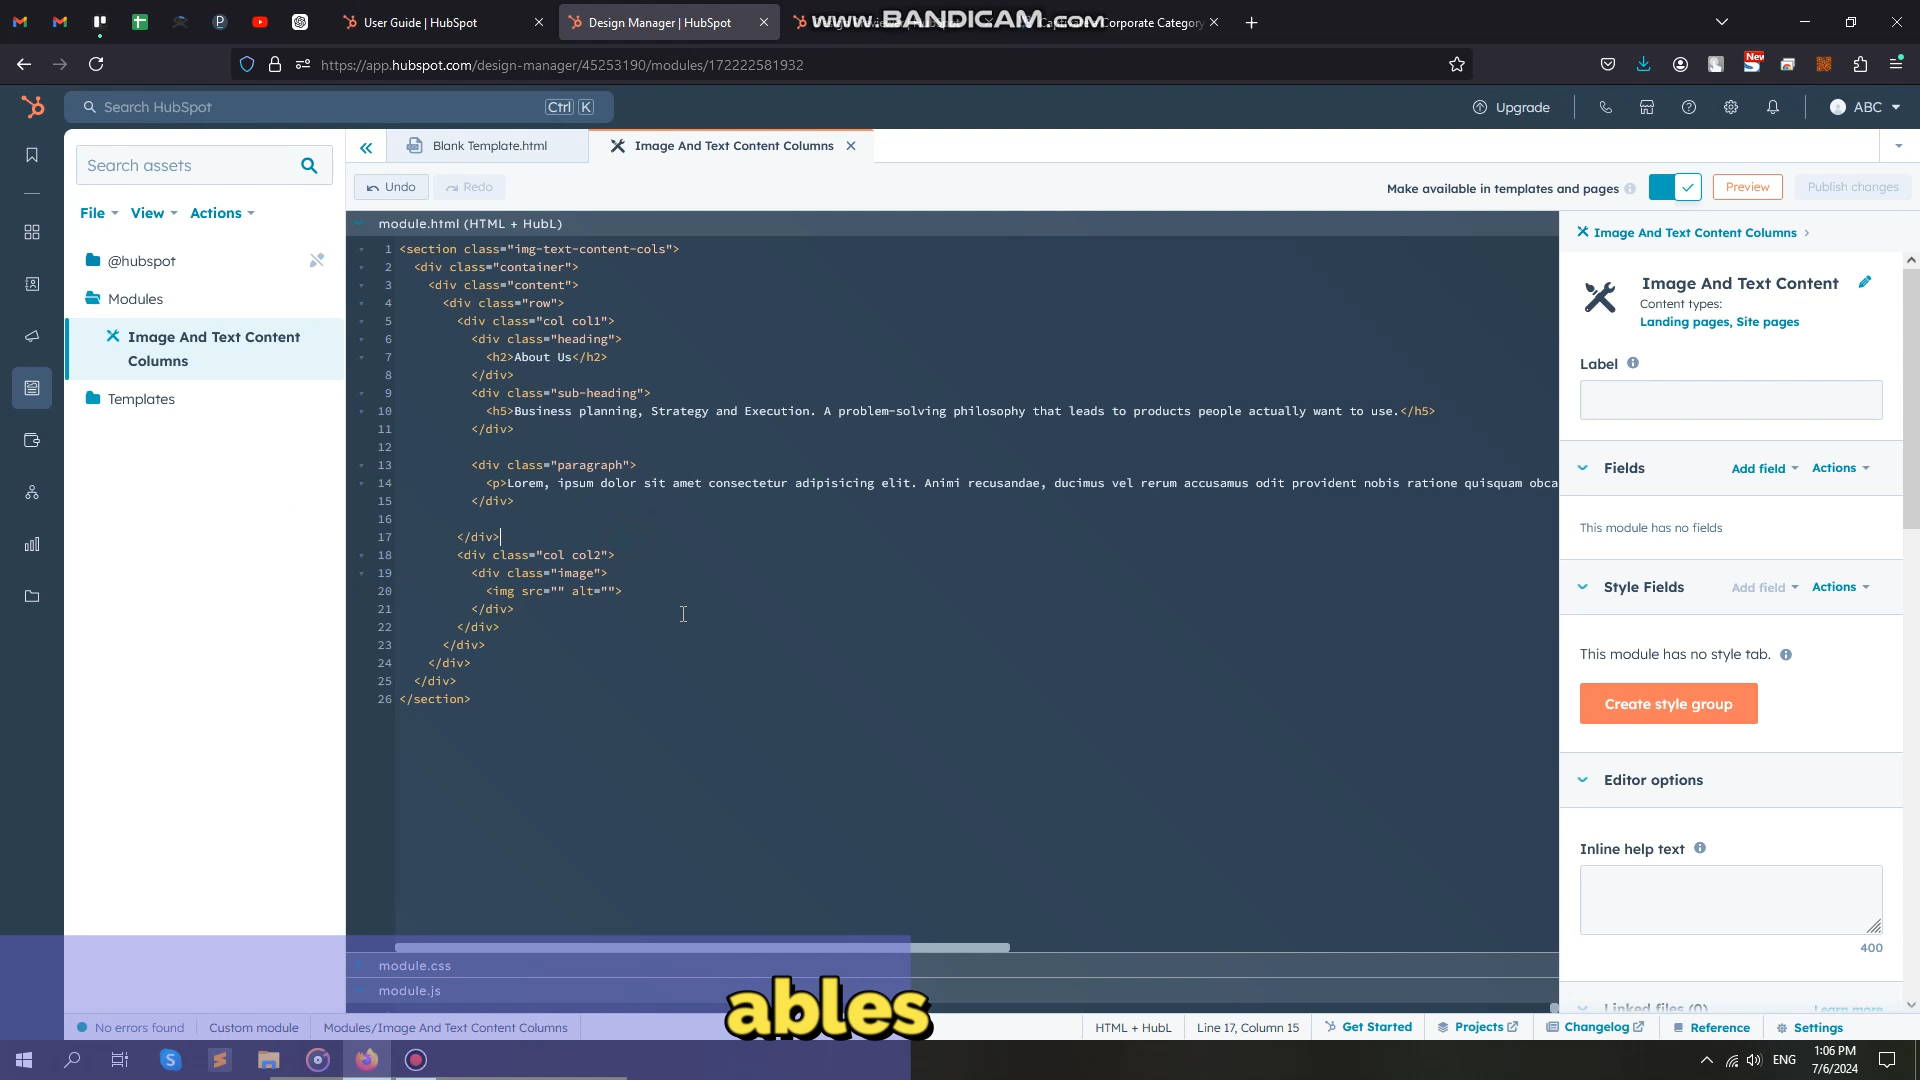 User Guide | HubSpot
Design Manager | HubSpot
www.BANDICAM.com
Corporate Category
https://app.hubspot.com/design-manager/45253190/modules/172222581932
New
Search HubSpot
Ctrl K
Upgrade
ABC
Search assets
File View Actions
@hubspot
Modules
Image And Text Content
Columns
Templates
Blank Template.html
Image And Text Content Columns
Undo
Redo
Make available in templates and pages
Preview
Publish changes
module.html (HTML + HubL)
1 <section class="img-text-content-cols">
2 <div class="container">
3 <div class="content">
4 <div class="row">
5 <div class="col col1">
6 <div class="heading">
7 <h2>About Us</h2>
8 </div>
9 <div class="sub-heading">
10 <h5>Business planning, Strategy and Execution. A problem-solving philosophy that leads to products people actually want to use.</h5>
11 </div>
12
13 <div class="paragraph">
14 <p>Lorem, ipsum dolor sit amet consectetur adipisicing elit. Animi recusandae, ducimus vel rerum accusamus odit provident nobis ratione quisquam obca
15 </div>
16
17 </div>
18 <div class="col col2">
19 <div class="image">
20 <img src="" alt="">
21 </div>
22 </div>
23 </div>
24 </div>
25 </div>
26 </section>
module.css
module.js
Image And Text Content Columns
Image And Text Content
Content types:
Landing pages, Site pages
Label
Fields
Add field
Actions
This module has no fields
Style Fields
Add field
Actions
This module has no style tab.
Create style group
Editor options
Inline help text
400
Linked files (0)
Learn more
ables
No errors found
Custom module
Modules/Image And Text Content Columns
HTML + HubL
Line 17, Column 15
Get Started
Projects
Changelog
Reference
Settings
ENG
1:06 PM
7/6/2024